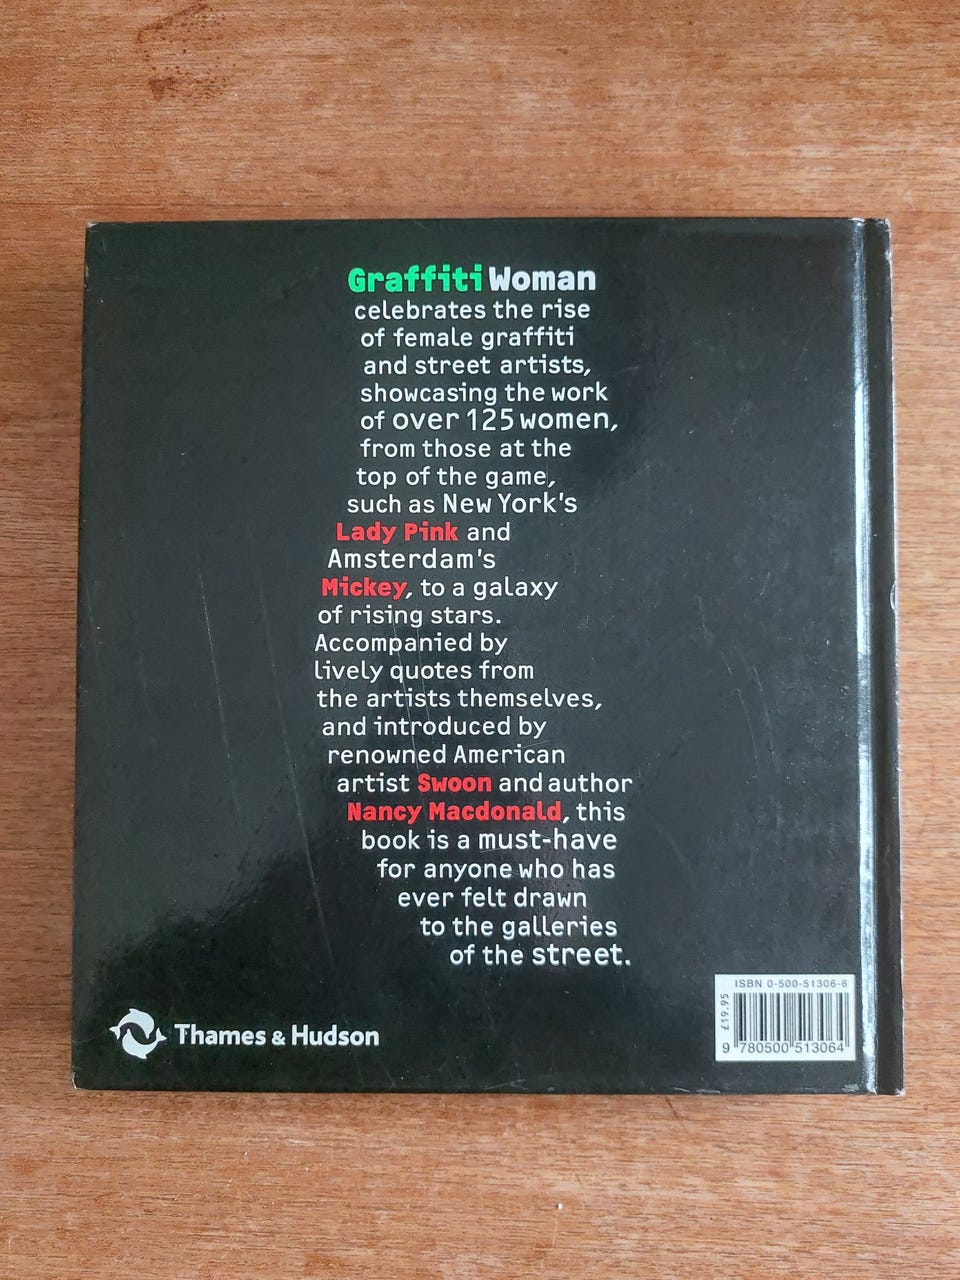 Graffiti Woman
celebrates the rise
of female graffiti
and street artists,
showcasing the work
of over 125 women,
from those at the
top of the game,
such as New York's
Lady Pink and
Amsterdam's
Mickey, to a galaxy
of rising stars.
Accompanied by
lively quotes from
the artists themselves,
and introduced by
renowned American
artist Swoon and author
Nancy Macdonald, this
book is a must-have
for anyone who has
ever felt drawn
to the galleries
of the street.
Thames & Hudson
ISBN 0-500-51306-6
£19.95
9 780500 513064